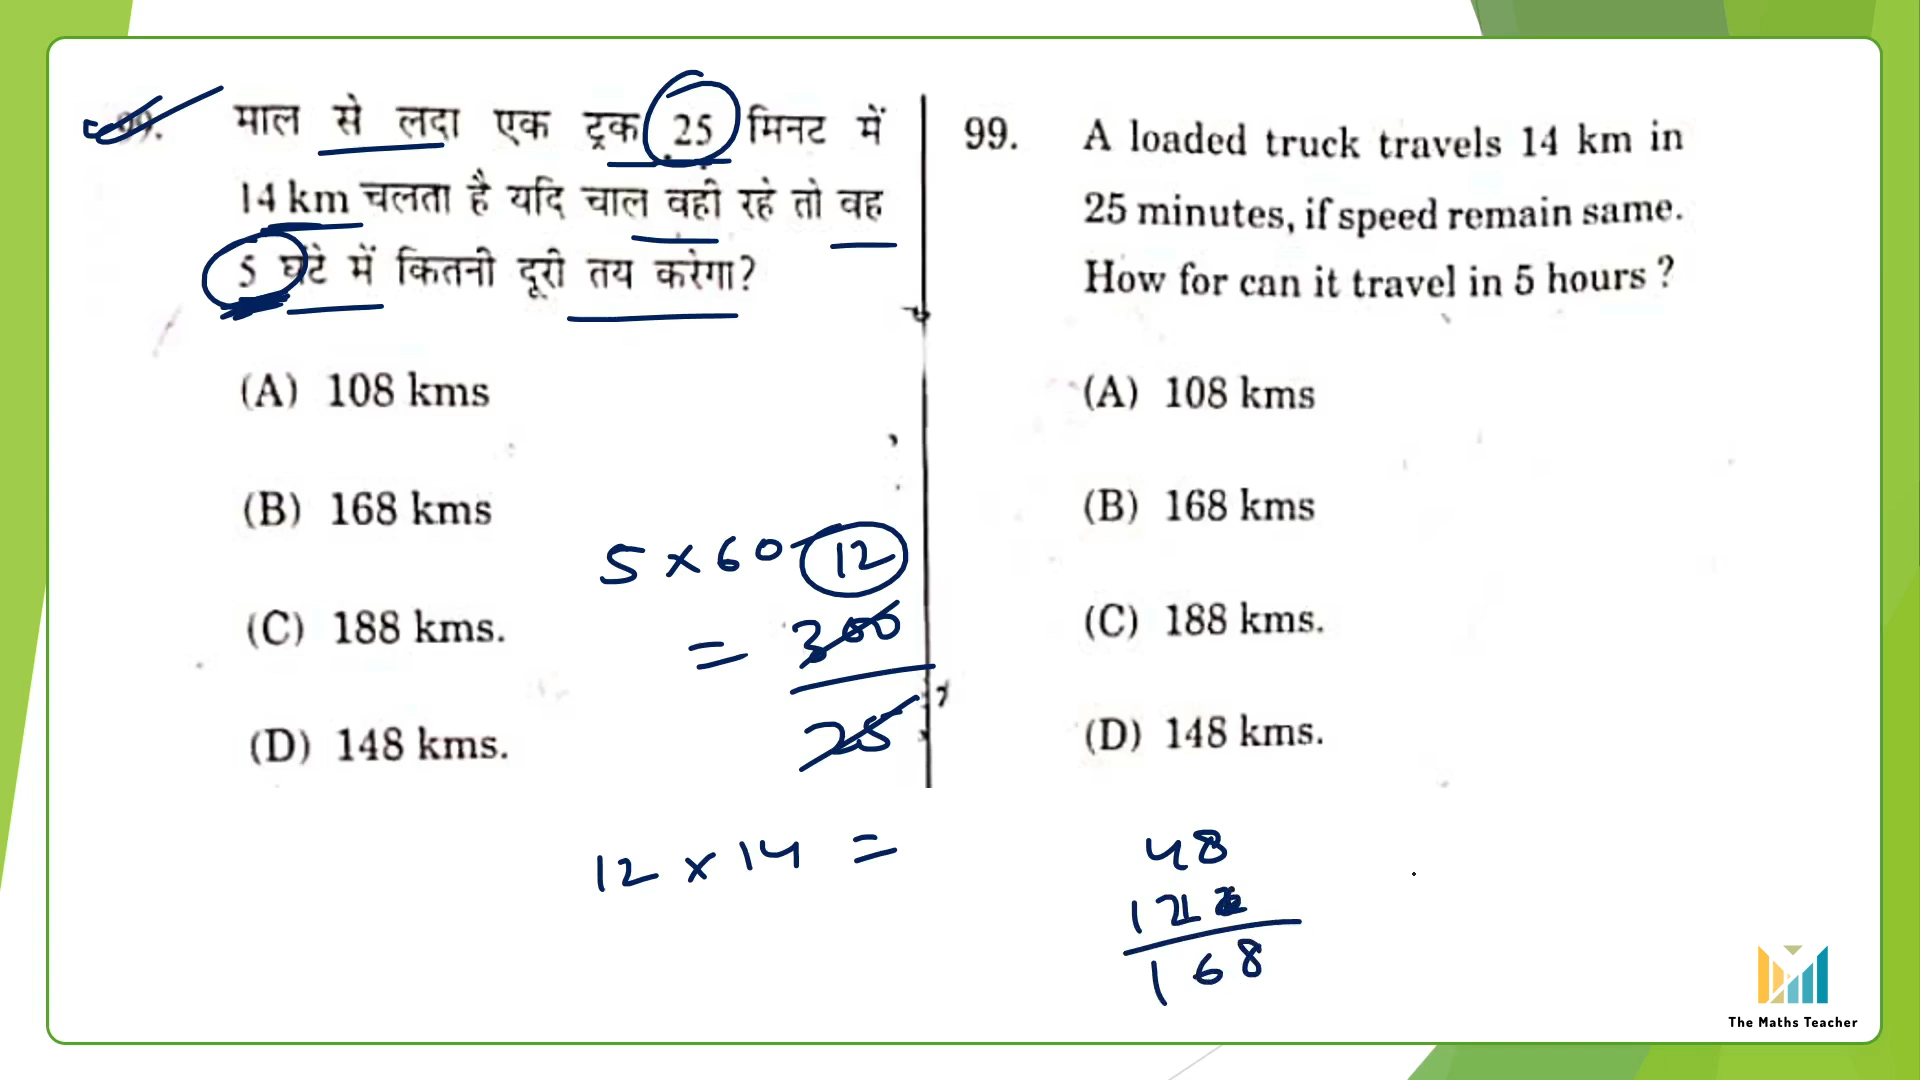 99. माल से लदा एक ट्रक 25 मिनट में
14 km चलता है यदि चाल वही रहे तो वह
5 घंटे में कितनी दूरी तय करेगा?
(A) 108 kms
(B) 168 kms
(C) 188 kms.
(D) 148 kms.
5 × 60 12
= 300
25
12 × 14 =
99. A loaded truck travels 14 km in
25 minutes, if speed remain same.
How for can it travel in 5 hours ?
(A) 108 kms
(B) 168 kms
(C) 188 kms.
(D) 148 kms.
48
12
168
The Maths Teacher